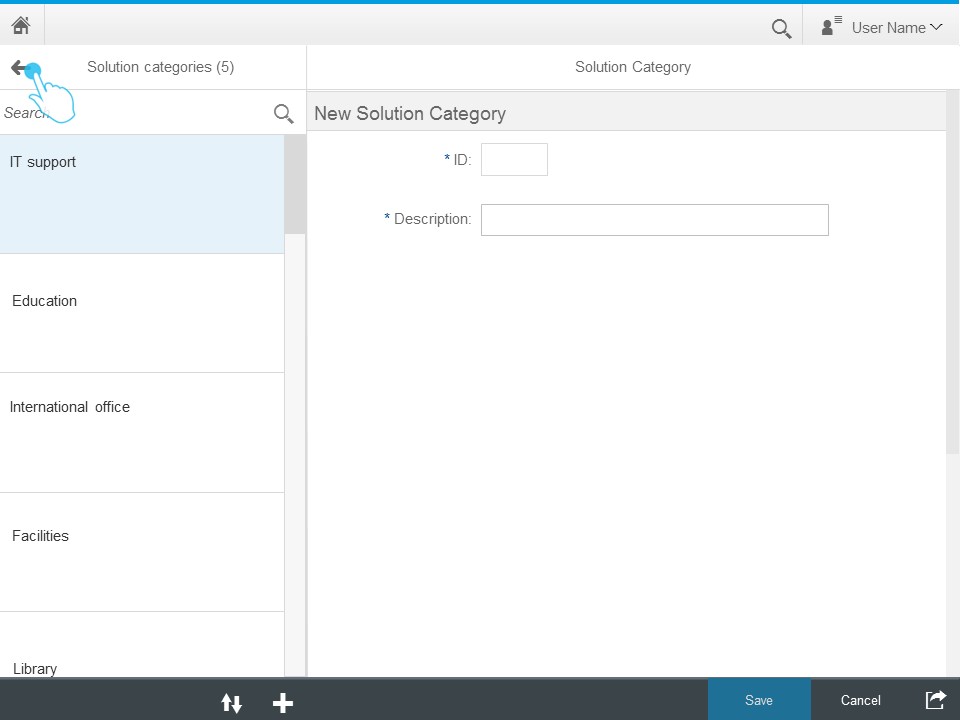 User Name
Solution categories (5)
Solution Category
Search
New Solution Category
* ID:
* Description:
IT support
Education
International office
Facilities
Library
Save
Cancel